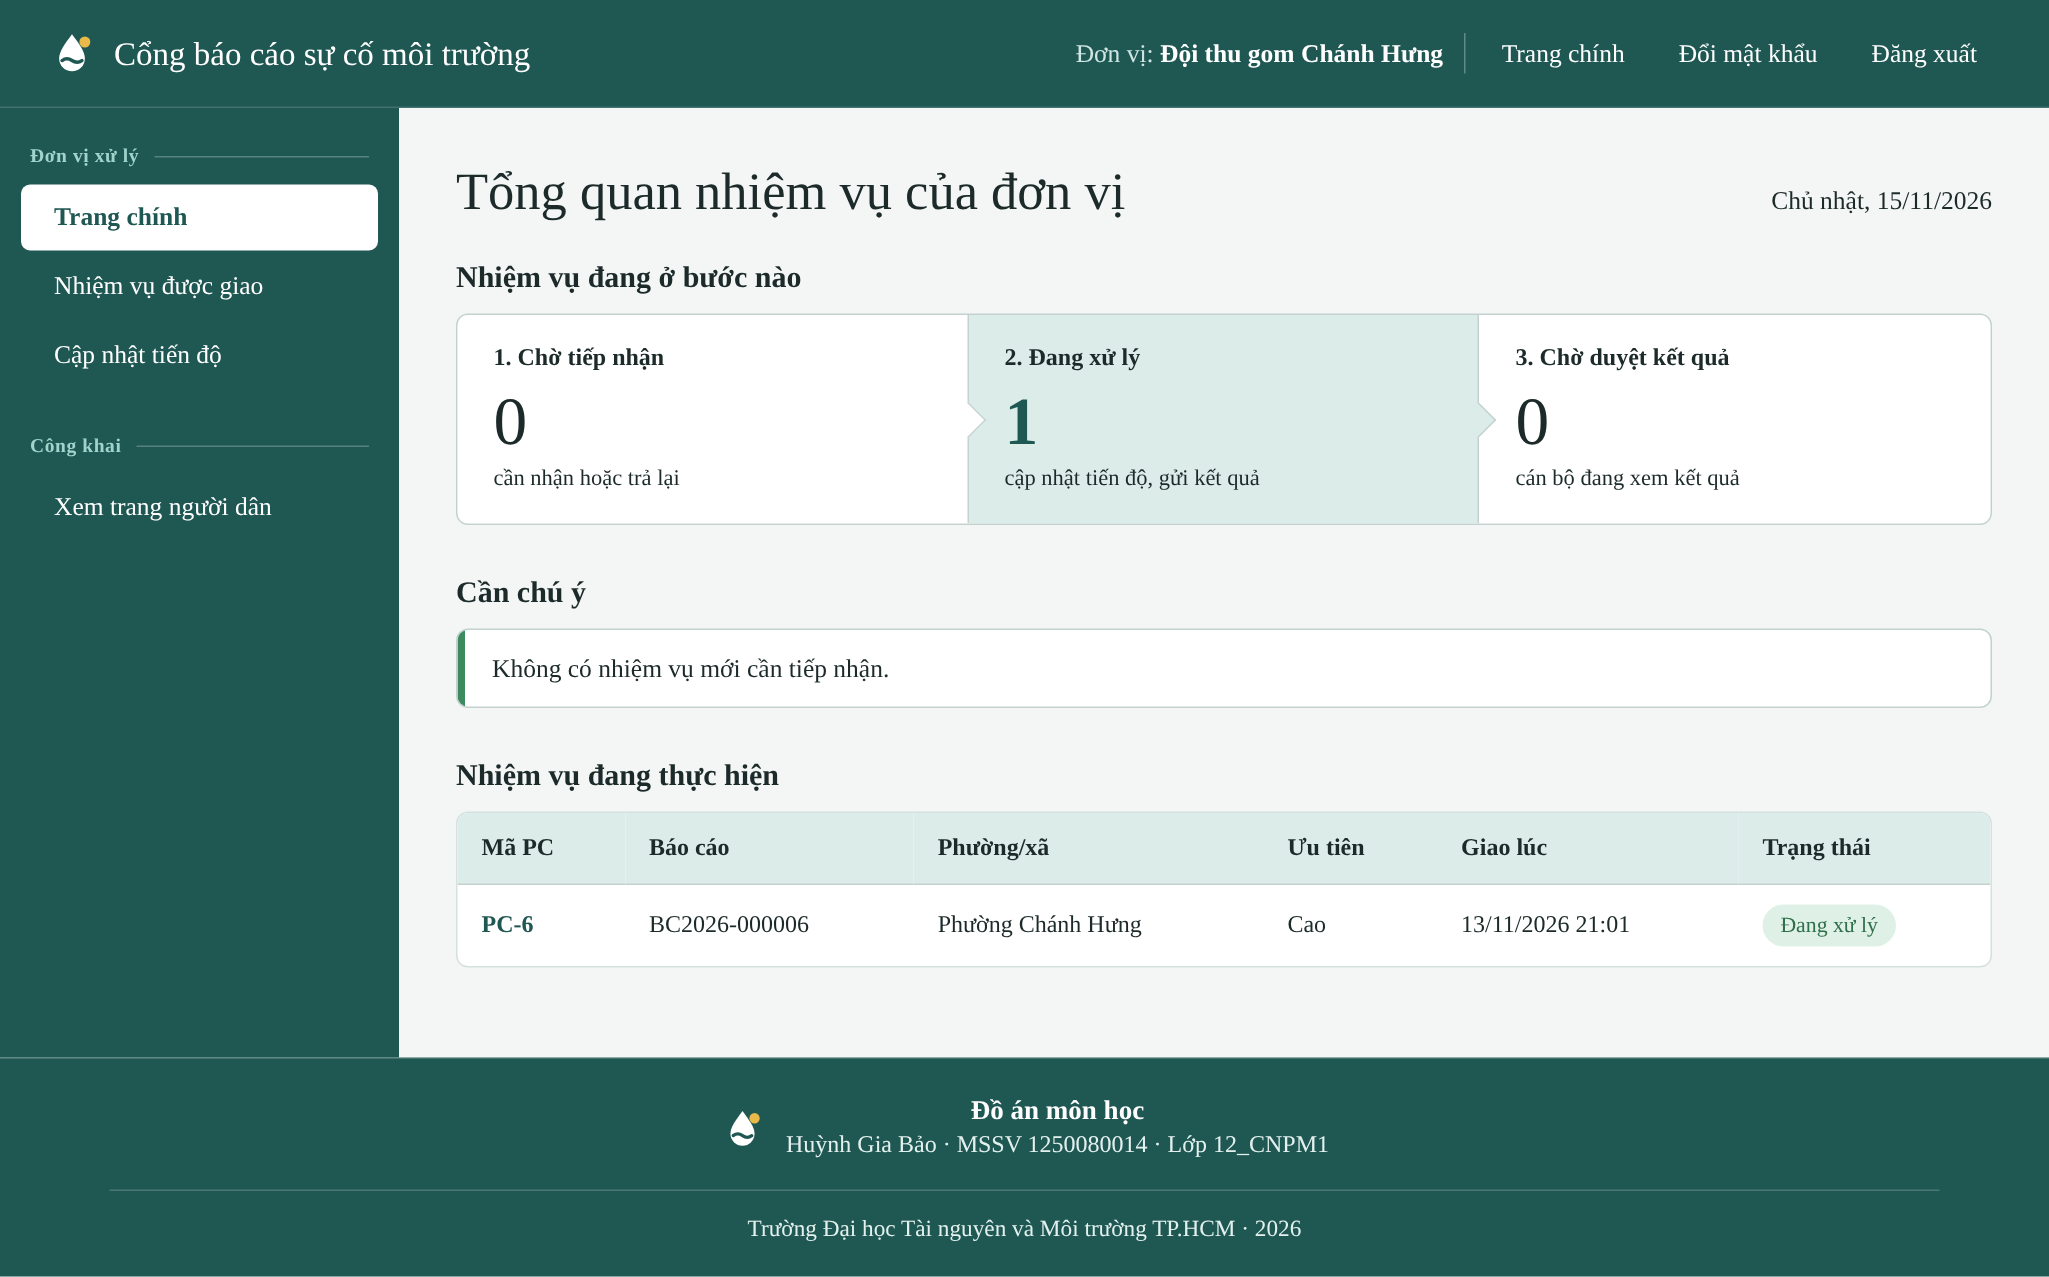 Cổng báo cáo sự cố môi trường
Đơn vị: Đội thu gom Chánh Hưng
Trang chính
Đổi mật khẩu
Đăng xuất
Đơn vị xử lý
Trang chính
Nhiệm vụ được giao
Cập nhật tiến độ
Công khai
Xem trang người dân
Tổng quan nhiệm vụ của đơn vị
Chủ nhật, 15/11/2026
Nhiệm vụ đang ở bước nào
1. Chờ tiếp nhận
0
cần nhận hoặc trả lại
2. Đang xử lý
1
cập nhật tiến độ, gửi kết quả
3. Chờ duyệt kết quả
0
cán bộ đang xem kết quả
Cần chú ý
Không có nhiệm vụ mới cần tiếp nhận.
Nhiệm vụ đang thực hiện
Mã PC Báo cáo Phường/xã Ưu tiên Giao lúc Trạng thái
PC-6 BC2026-000006 Phường Chánh Hưng Cao 13/11/2026 21:01 Đang xử lý
Đồ án môn học
Huỳnh Gia Bảo · MSSV 1250080014 · Lớp 12_CNPM1
Trường Đại học Tài nguyên và Môi trường TP.HCM · 2026